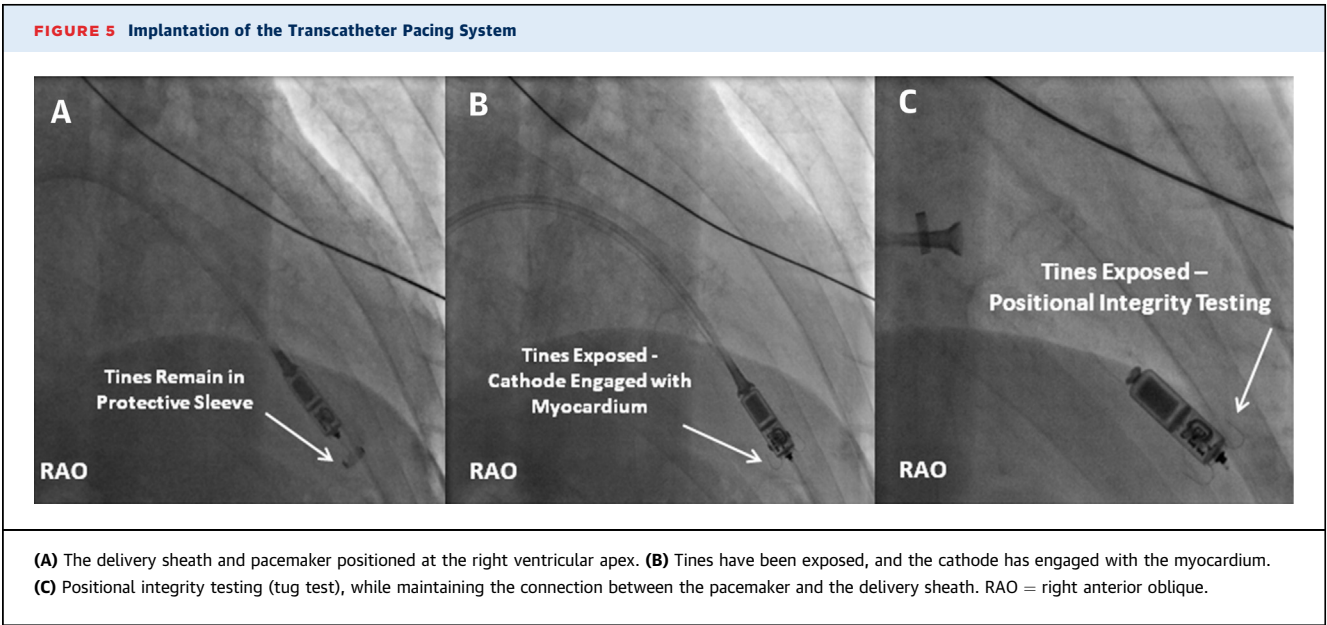 FIGURE 5 Implantation of the Transcatheter Pacing System
A
Tines Remain in
Protective Sleeve
RAO
B
Tines Exposed -
Cathode Engaged with
Myocardium
C
Tines Exposed –
Positional Integrity Testing
RAO
(A) The delivery sheath and pacemaker positioned at the right ventricular apex. (B) Tines have been exposed, and the cathode has engaged with the myocardium.
(C) Positional integrity testing (tug test), while maintaining the connection between the pacemaker and the delivery sheath. RAO = right anterior oblique.